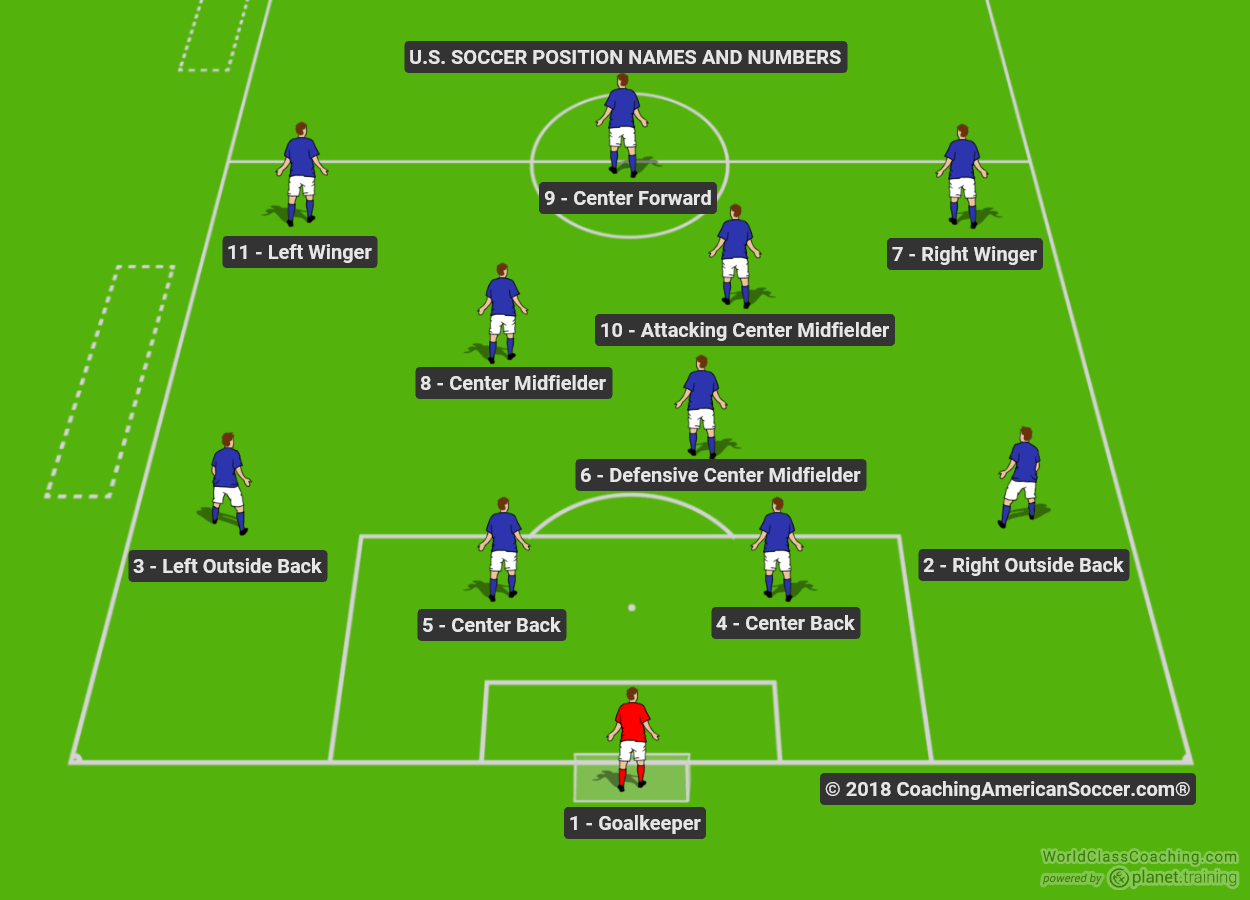 U.S. SOCCER POSITION NAMES AND NUMBERS
9 - Center Forward
11 - Left Winger
7 - Right Winger
10 - Attacking Center Midfielder
8 - Center Midfielder
6 - Defensive Center Midfielder
3 - Left Outside Back
2 - Right Outside Back
5 - Center Back
4 - Center Back
© 2018 CoachingAmericanSoccer.com®
1 - Goalkeeper
WorldClassCoaching.com
powered by planet.training